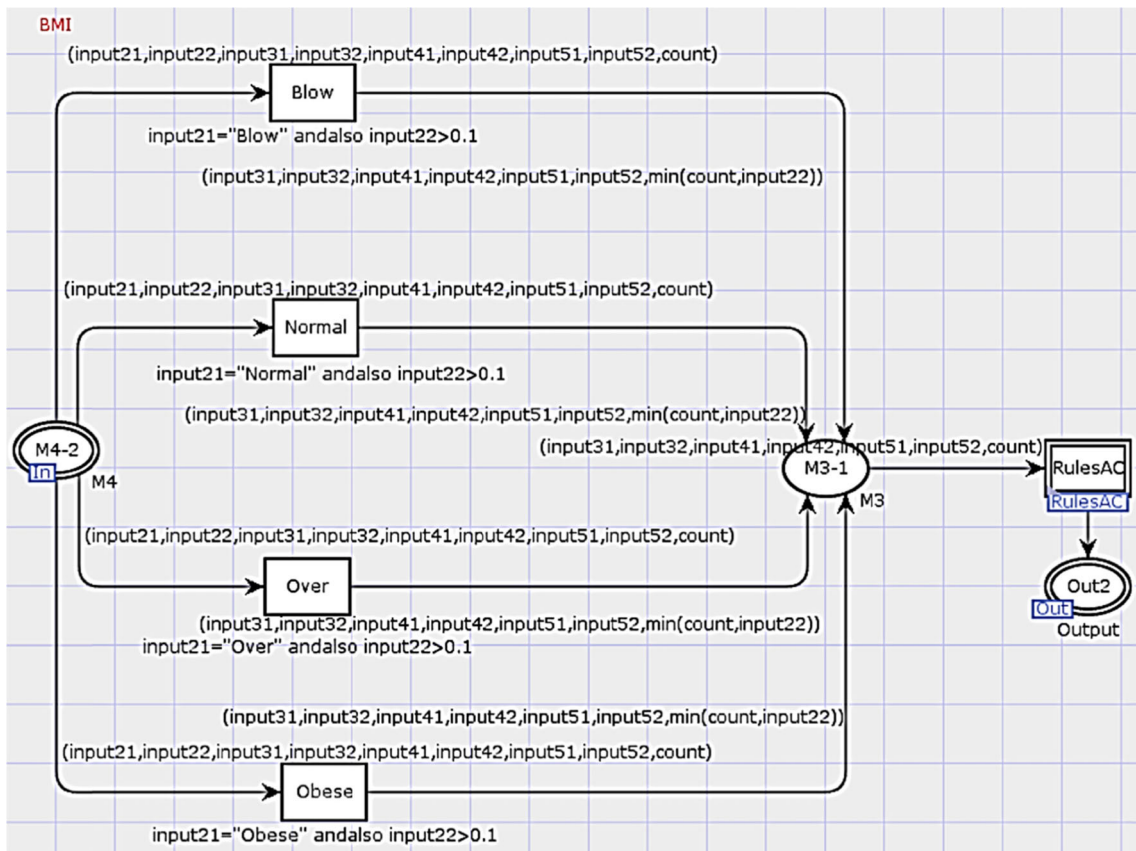 BMI
(input21,input22,input31,input32,input41,input42,input51,input52,count)
Blow
input21="Blow" andalso input22>0.1
(input31,input32,input41,input42,input51,input52,min(count,input22))
(input21,input22,input31,input32,input41,input42,input51,input52,count)
Normal
input21="Normal" andalso input22>0.1
(input31,input32,input41,input42,input51,input52,min(count,input22))
(input31,input32,input41,input42,input51,input52,count)
M4-2
In
M4
M3-1
M3
RulesAC
RulesAC
(input21,input22,input31,input32,input41,input42,input51,input52,count)
Over
Out2
Out
Output
(input31,input32,input41,input42,input51,input52,min(count,input22))
input21="Over" andalso input22>0.1
(input31,input32,input41,input42,input51,input52,min(count,input22))
(input21,input22,input31,input32,input41,input42,input51,input52,count)
Obese
input21="Obese" andalso input22>0.1